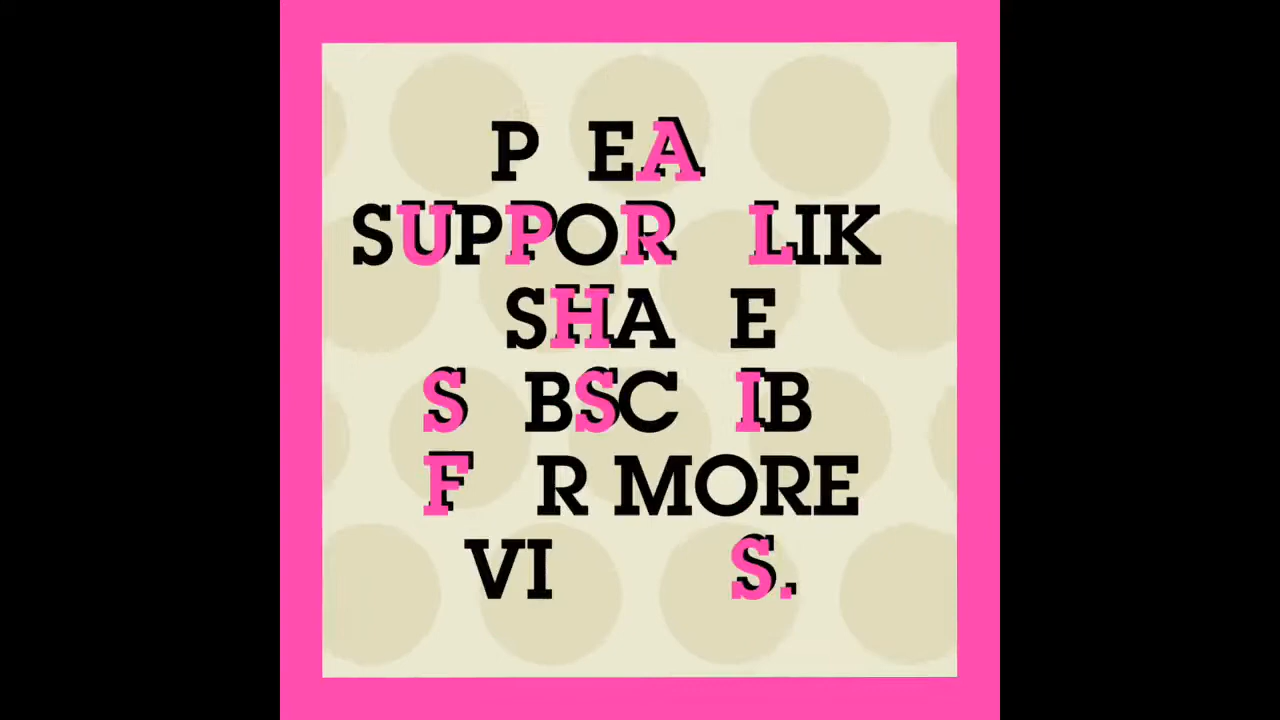 P EA
SUPPOR LIK
SHA E
S BSC IB
F R MORE
VI S.